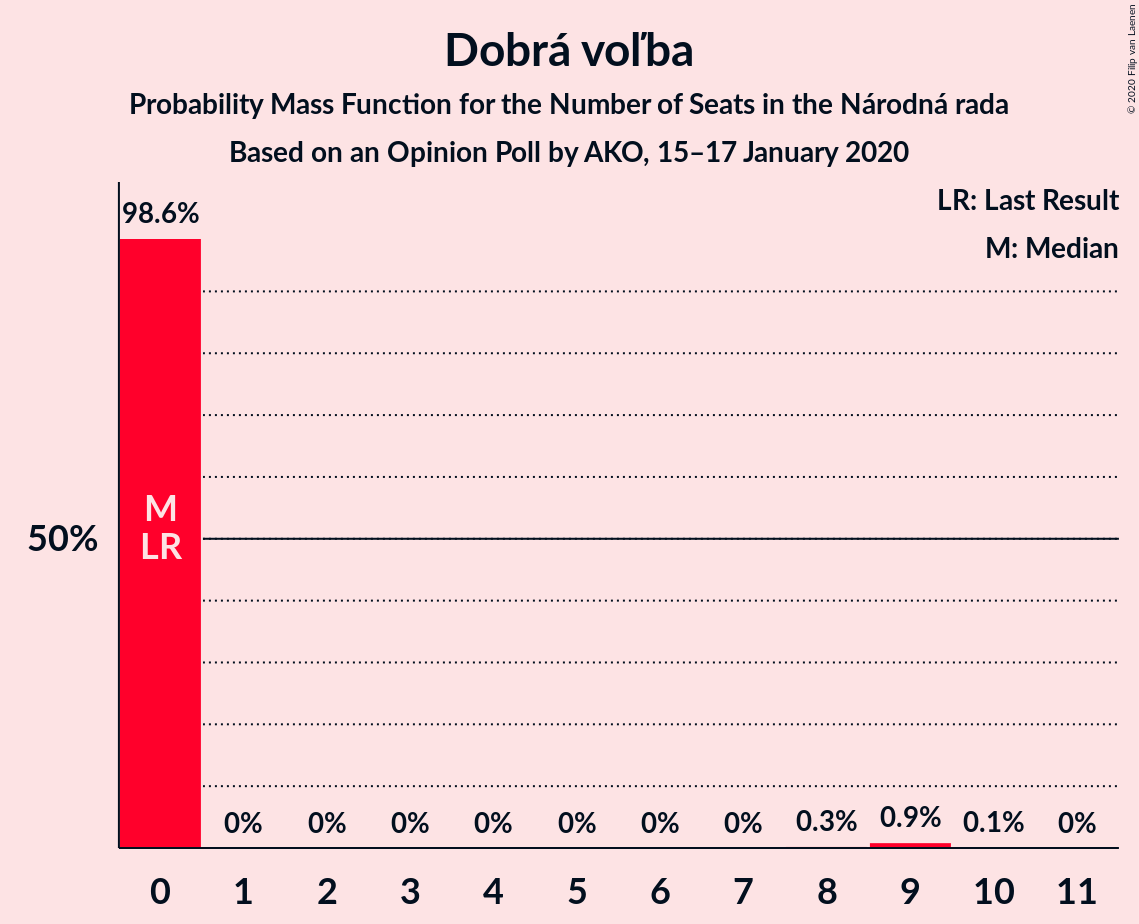 Dobrá voľba
Probability Mass Function for the Number of Seats in the Národná rada
Based on an Opinion Poll by AKO, 15–17 January 2020
© 2020 Filip van Laenen
LR: Last Result
M: Median
98.6%
M
LR
50%
0% 0% 0% 0% 0% 0% 0% 0.3% 0.9% 0.1% 0%
0 1 2 3 4 5 6 7 8 9 10 11